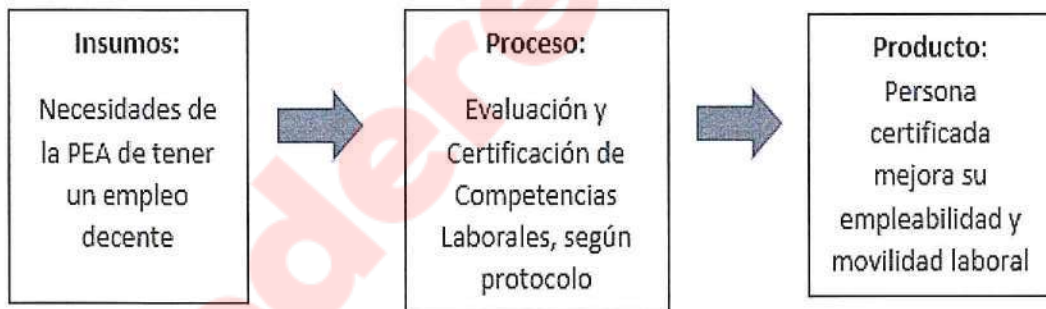 Insumos:
Necesidades de
la PEA de tener
un empleo
decente
Proceso:
Evaluación y
Certificación de
Competencias
Laborales, según
protocolo
Producto:
Persona
certificada
mejora su
empleabilidad y
movilidad laboral